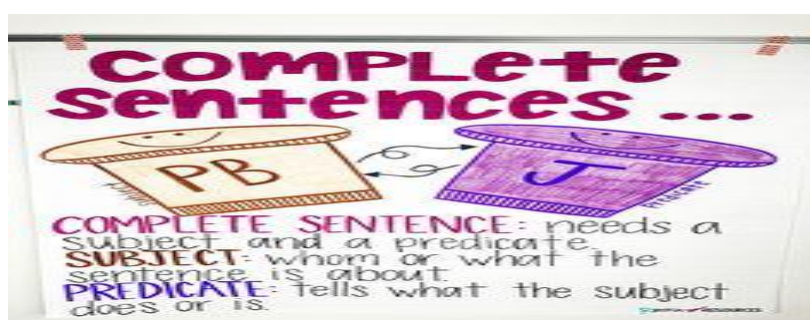 COMPLETE
SENTENCES...
PB
J
COMPLETE SENTENCE: needs a
subject and a predicate.
SUBJECT: whom or what the
sentence is about
PREDICATE: tells what the subject
does or is.